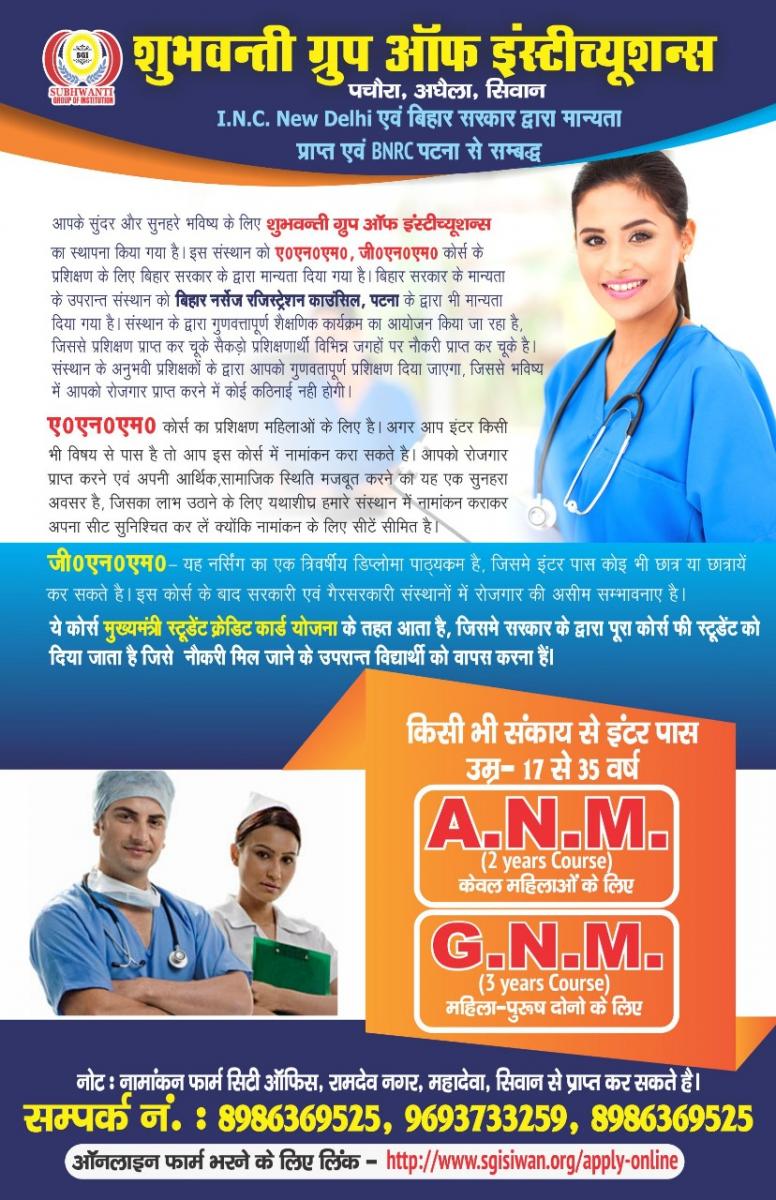 SGI
SUBHWANTI
GROUP OF INSTITUTION
शुभवन्ती ग्रुप ऑफ इंस्टीच्यूशन्स
पचौरा, अघैला, सिवान
I.N.C. New Delhi एवं बिहार सरकार द्वारा मान्यता
प्राप्त एवं BNRC पटना से सम्बद्ध
आपके सुंदर और सुनहरे भविष्य के लिए शुभवन्ती ग्रुप ऑफ इंस्टीच्यूशन्स
का स्थापना किया गया है। इस संस्थान को ए0एन0एम0, जी0एन0एम0 कोर्स के
प्रशिक्षण के लिए बिहार सरकार के द्वारा मान्यता दिया गया है। बिहार सरकार के मान्यता
के उपरान्त संस्थान को बिहार नर्सेज रजिस्ट्रेशन काउंसिल, पटना के द्वारा भी मान्यता
दिया गया है। संस्थान के द्वारा गुणवत्तापूर्ण शैक्षणिक कार्यक्रम का आयोजन किया जा रहा है,
जिससे प्रशिक्षण प्राप्त कर चूके सैकड़ो प्रशिक्षणार्थी विभिन्न जगहों पर नौकरी प्राप्त कर चूके है।
संस्थान के अनुभवी प्रशिक्षकों के द्वारा आपको गुणवतापूर्ण प्रशिक्षण दिया जाएगा, जिससे भविष्य
में आपको रोजगार प्राप्त करने में कोई कठिनाई नही होगी।
ए0एन0एम0 कोर्स का प्रशिक्षण महिलाओं के लिए है। अगर आप इंटर किसी
भी विषय से पास है तो आप इस कोर्स में नामांकन करा सकते है। आपको रोजगार
प्राप्त करने एवं अपनी आर्थिक,सामाजिक स्थिति मजबूत करने का यह एक सुनहरा
अवसर है, जिसका लाभ उठाने के लिए यथाशीघ्र हमारे संस्थान में नामांकन कराकर
अपना सीट सुनिश्चित कर लें क्योंकि नामांकन के लिए सीटें सीमित है।
जी0एन0एम0– यह नर्सिंग का एक त्रिवर्षीय डिप्लोमा पाठ्यकम है, जिसमे इंटर पास कोइ भी छात्र या छात्रायें
कर सकते है। इस कोर्स के बाद सरकारी एवं गैरसरकारी संस्थानों में रोजगार की असीम सम्भावनाए है।
ये कोर्स मुख्यमंत्री स्टूडेंट क्रेडिट कार्ड योजना के तहत आता है, जिसमे सरकार के द्वारा पूरा कोर्स फी स्टूडेंट को
दिया जाता है जिसे नौकरी मिल जाने के उपरान्त विद्यार्थी को वापस करना हैं।
किसी भी संकाय से इंटर पास
उम्र- 17 से 35 वर्ष
A.N.M.
(2 years Course)
केवल महिलाओं के लिए
G.N.M.
(3 years Course)
महिला-पुरूष दोनो के लिए
नोट : नामांकन फार्म सिटी ऑफिस, रामदेव नगर, महादेवा, सिवान से प्राप्त कर सकते है।
सम्पर्क नं. : 8986369525, 9693733259, 8986369525
ऑनलाइन फार्म भरने के लिए लिंक - http://www.sgisiwan.org/apply-online